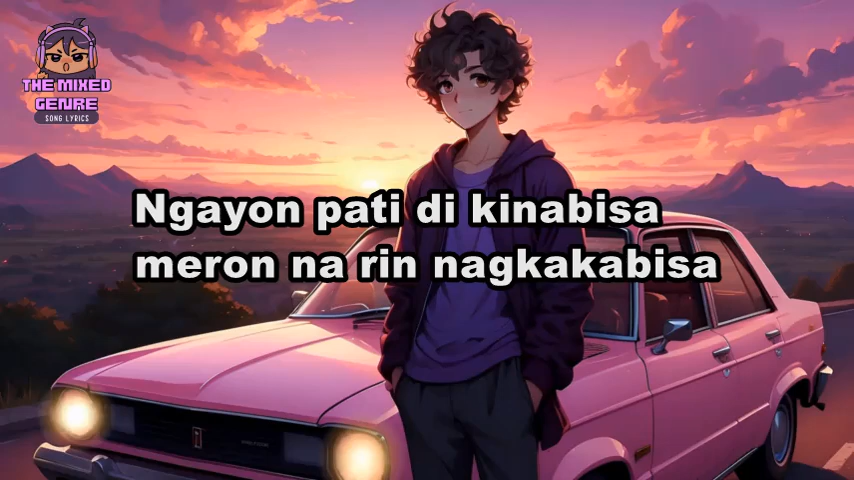 THE MIXED
GENRE
SONG LYRICS
Ngayon pati di kinabisa
meron na rin nagkakabisa